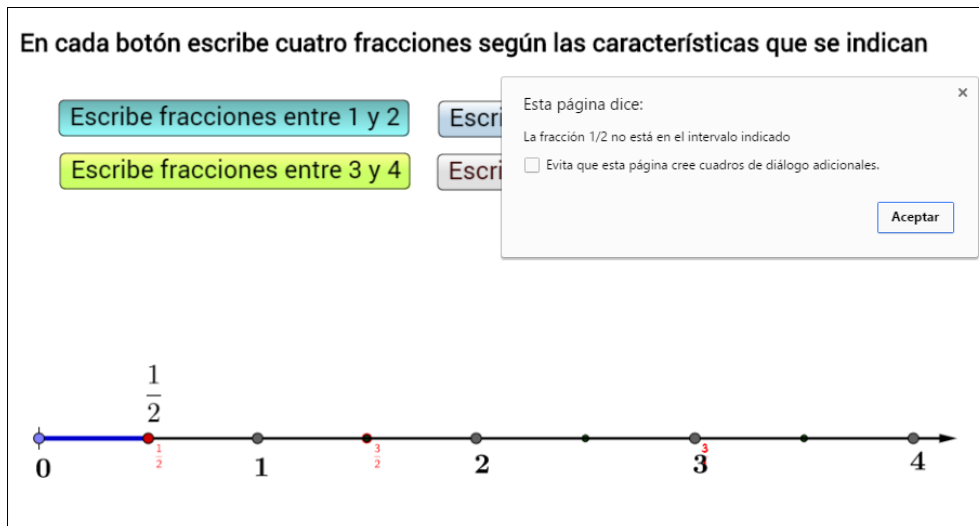 En cada botón escribe cuatro fracciones según las características que se indican
Escribe fracciones entre 1 y 2
Escri
Escribe fracciones entre 3 y 4
Escri
Esta página dice:
×
La fracción 1/2 no está en el intervalo indicado
Evita que esta página cree cuadros de diálogo adicionales.
Aceptar
1/2
0 1/2 1 3/2 2 3 3 4